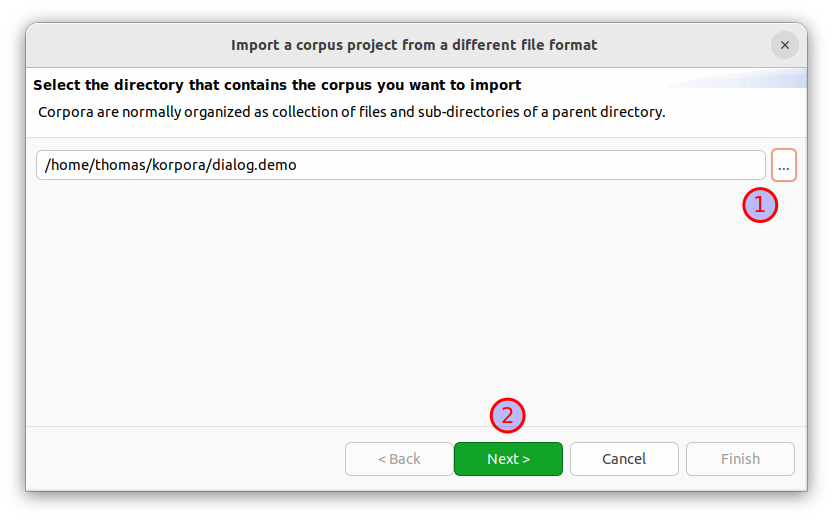 Import a corpus project from a different file format
Select the directory that contains the corpus you want to import
Corpora are normally organized as collection of files and sub-directories of a parent directory.
/home/thomas/korpora/dialog.demo
...
1
2
< Back
Next >
Cancel
Finish